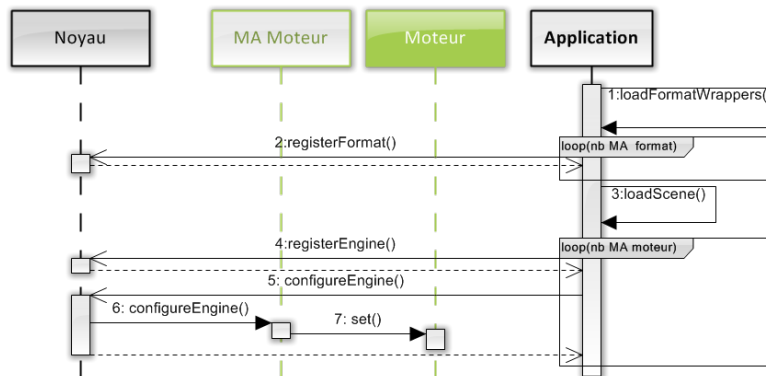 Noyau
MA Moteur
Moteur
Application
1:loadFormatWrappers(
2:registerFormat()
loop(nb MA format)
3:loadScene()
4:registerEngine()
loop(nb MA moteur)
5: configureEngine()
6: configureEngine()
7: set()